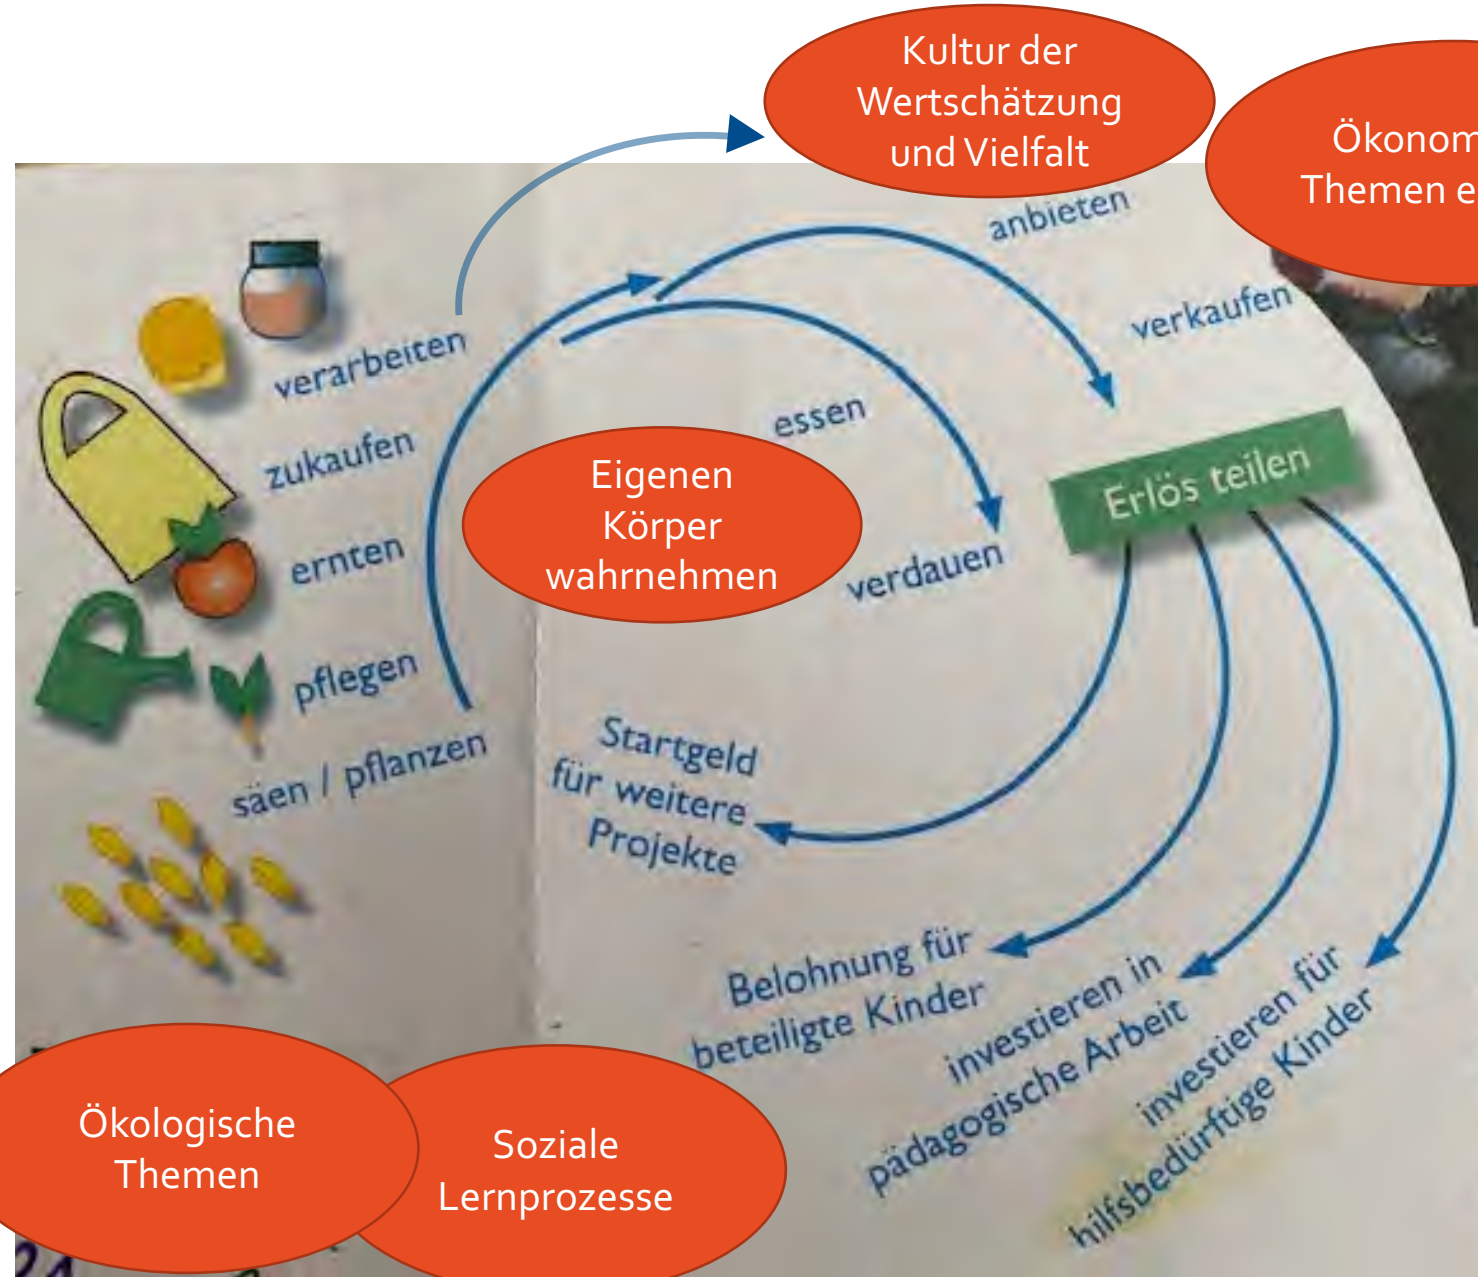 Kultur der
Wertschätzung
und Vielfalt
Ökonom
Themen e
anbieten
verkaufen
verarbeiten
zukaufen
ernten
pflegen
säen / pflanzen
essen
verdauen
Eigenen
Körper
wahrnehmen
Erlös teilen
Startgeld
für weitere
Projekte
Belohnung für
beteiligte Kinder
investieren in
pädagogische Arbeit
investieren für
hilfsbedürftige Kinder
Ökologische
Themen
Soziale
Lernprozesse